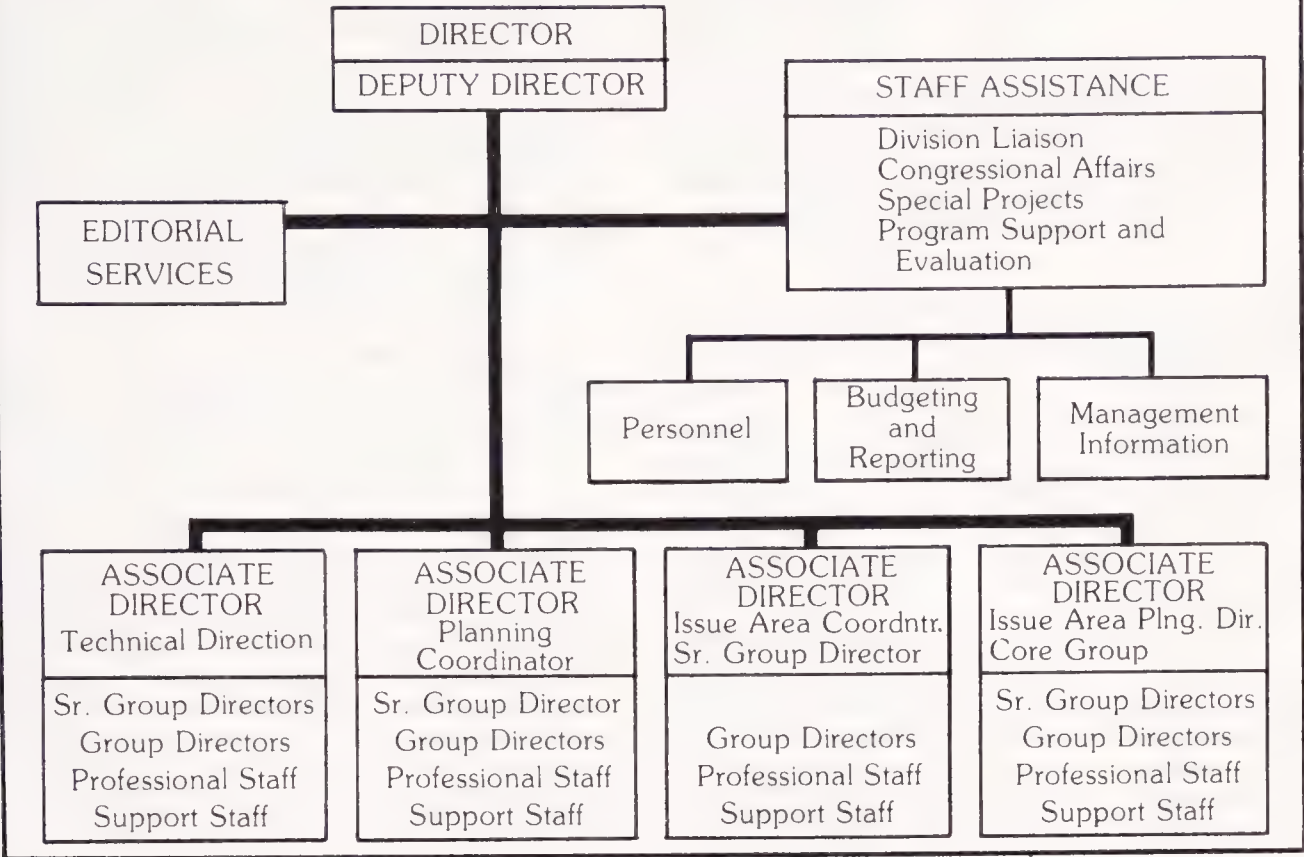 DIRECTOR
DEPUTY DIRECTOR
STAFF ASSISTANCE
Division Liaison
Congressional Affairs
Special Projects
Program Support and
Evaluation
EDITORIAL
SERVICES
Personnel
Budgeting
and
Reporting
Management
Information
ASSOCIATE
DIRECTOR
Technical Direction
Sr. Group Directors
Group Directors
Professional Staff
Support Staff
ASSOCIATE
DIRECTOR
Planning
Coordinator
Sr. Group Director
Group Directors
Professional Staff
Support Staff
ASSOCIATE
DIRECTOR
Issue Area Coordntr.
Sr. Group Director
Group Directors
Professional Staff
Support Staff
ASSOCIATE
DIRECTOR
Issue Area Plng. Dir.
Core Group
Sr. Group Directors
Group Directors
Professional Staff
Support Staff